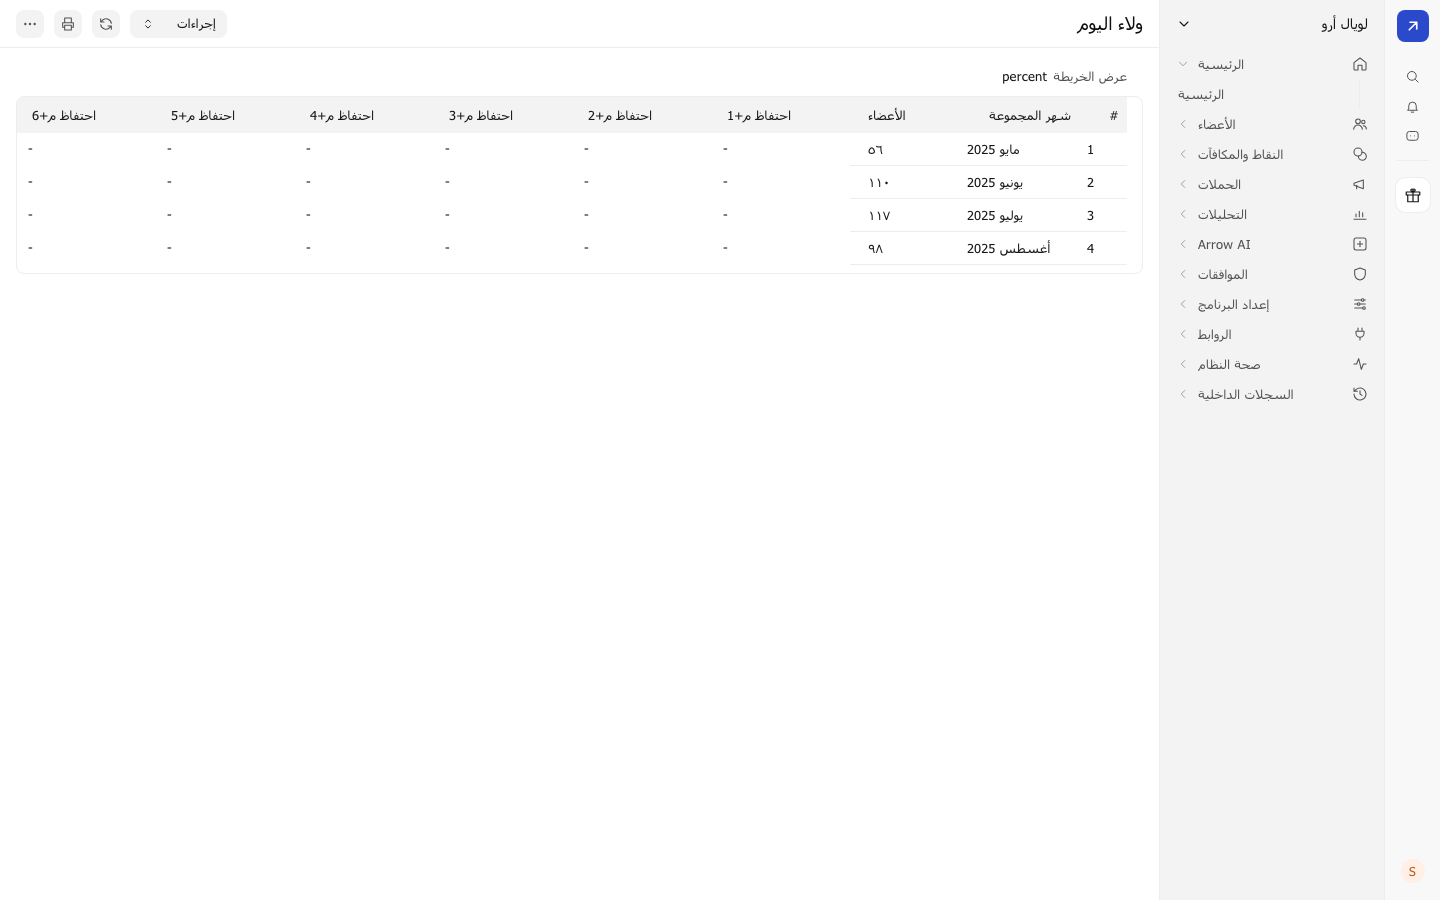 لويال أرو
الرئيسية
الرئيسية
الأعضاء
النقاط والمكافآت
الحملات
التحليلات
Arrow AI
الموافقات
إعداد البرنامج
الروابط
صحة النظام
السجلات الداخلية
S
ولاء اليوم
إجراءات
عرض الخريطة percent
# شهر المجموعة الأعضاء احتفاظ م+1 احتفاظ م+2 احتفاظ م+3 احتفاظ م+4 احتفاظ م+5 احتفاظ م+6
1 مايو 2025 ٥٦ - - - - - -
2 يونيو 2025 ١١٠ - - - - - -
3 يوليو 2025 ١١٧ - - - - - -
4 أغسطس 2025 ٩٨ - - - - - -